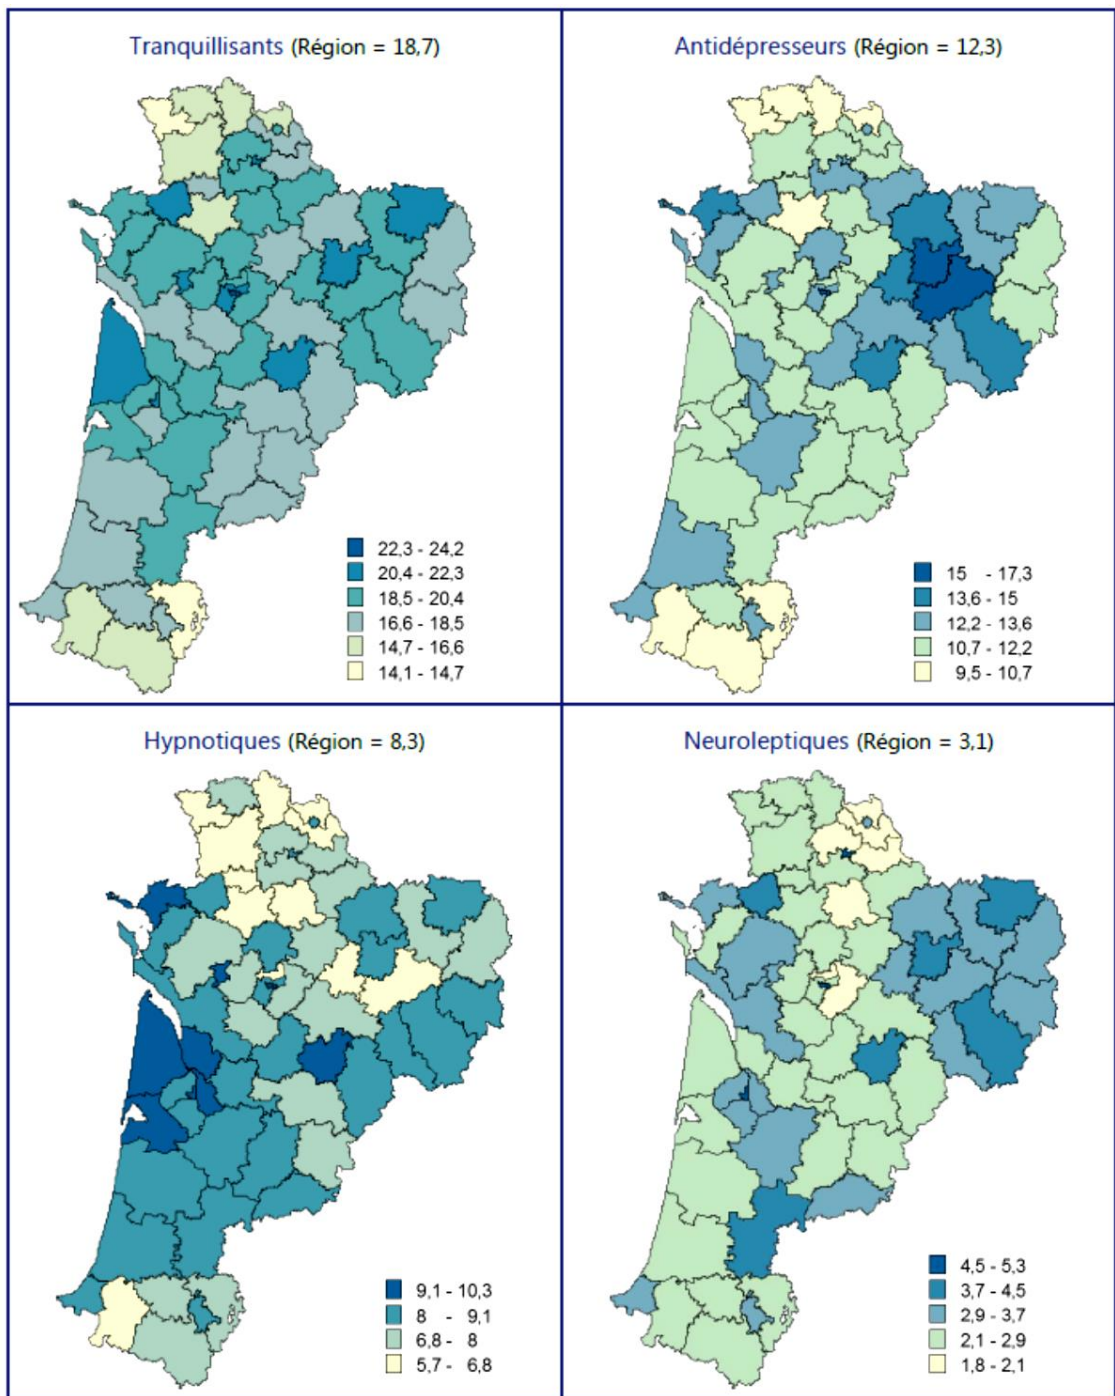 Tranquillisants (Région = 18,7)
22,3 - 24,2
20,4 - 22,3
18,5 - 20,4
16,6 - 18,5
14,7 - 16,6
14,1 - 14,7
Antidépresseurs (Région = 12,3)
15 - 17,3
13,6 - 15
12,2 - 13,6
10,7 - 12,2
9,5 - 10,7
Hypnotiques (Région = 8,3)
9,1 - 10,3
8 - 9,1
6,8 - 8
5,7 - 6,8
Neuroleptiques (Région = 3,1)
4,5 - 5,3
3,7 - 4,5
2,9 - 3,7
2,1 - 2,9
1,8 - 2,1